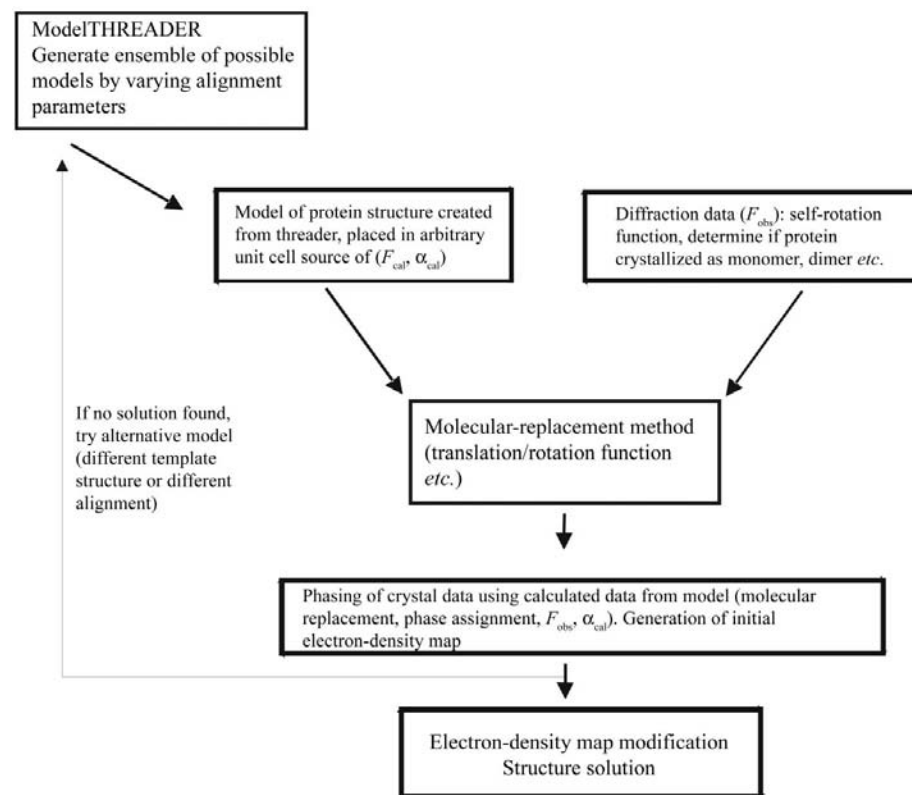 ModelTHREADER
Generate ensemble of possible
models by varying alignment
parameters
Model of protein structure created
from threader, placed in arbitrary
unit cell source of (Fcal, αcal)
Diffraction data (Fobs): self-rotation
function, determine if protein
crystallized as monomer, dimer etc.
If no solution found,
try alternative model
(different template
structure or different
alignment)
Molecular-replacement method
(translation/rotation function
etc.)
Phasing of crystal data using calculated data from model (molecular
replacement, phase assignment, Fobs, αcal). Generation of initial
electron-density map
Electron-density map modification
Structure solution